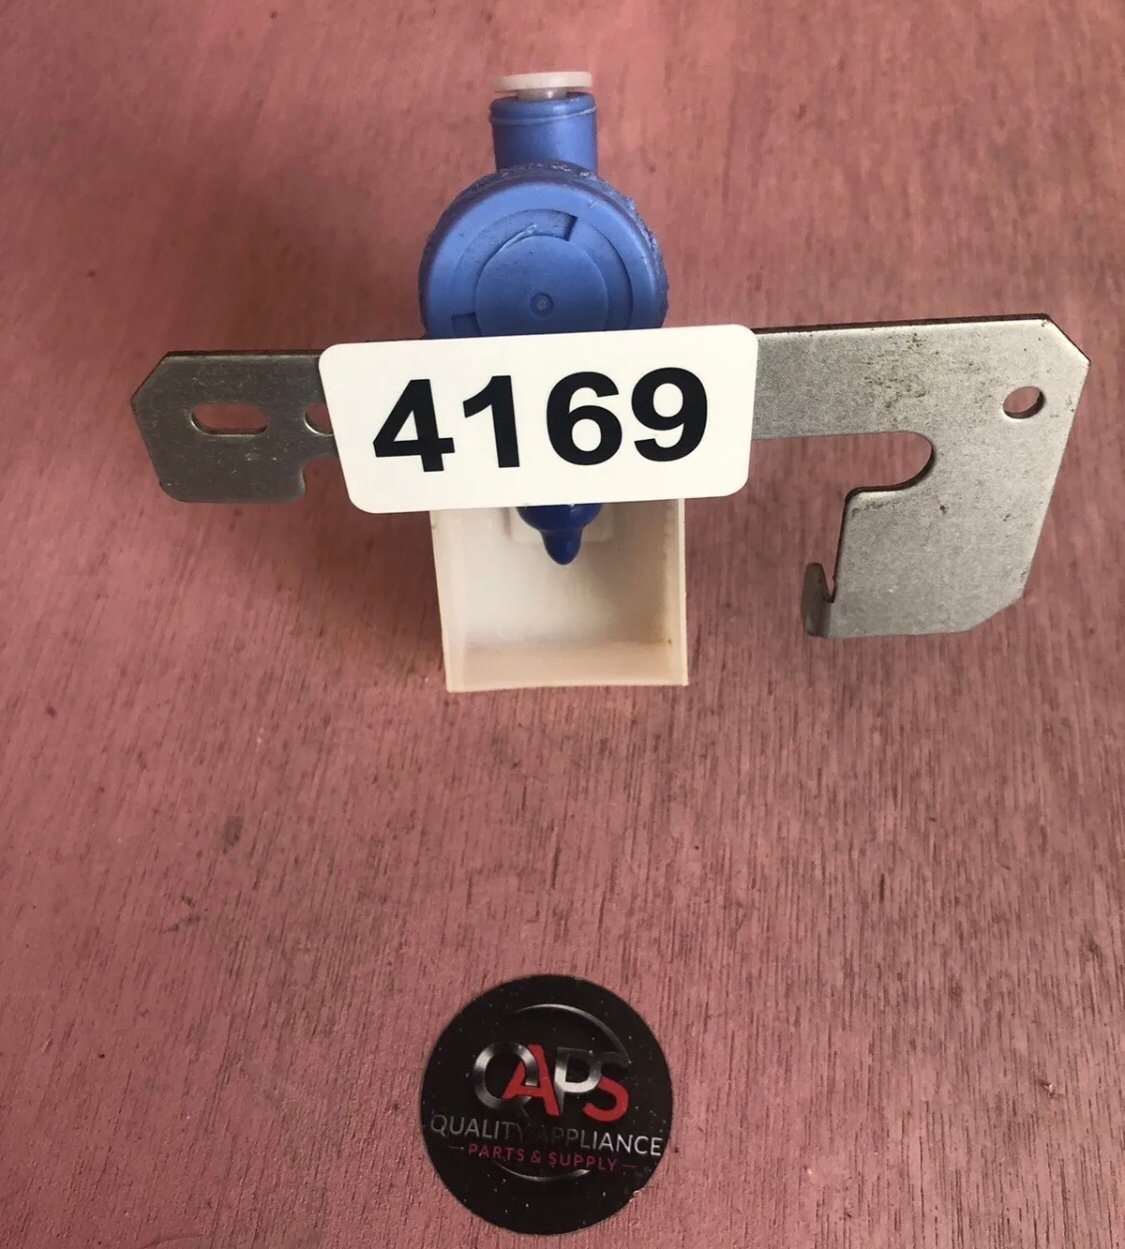 4169
QAPS
QUALITY APPLIANCE
PARTS & SUPPLY